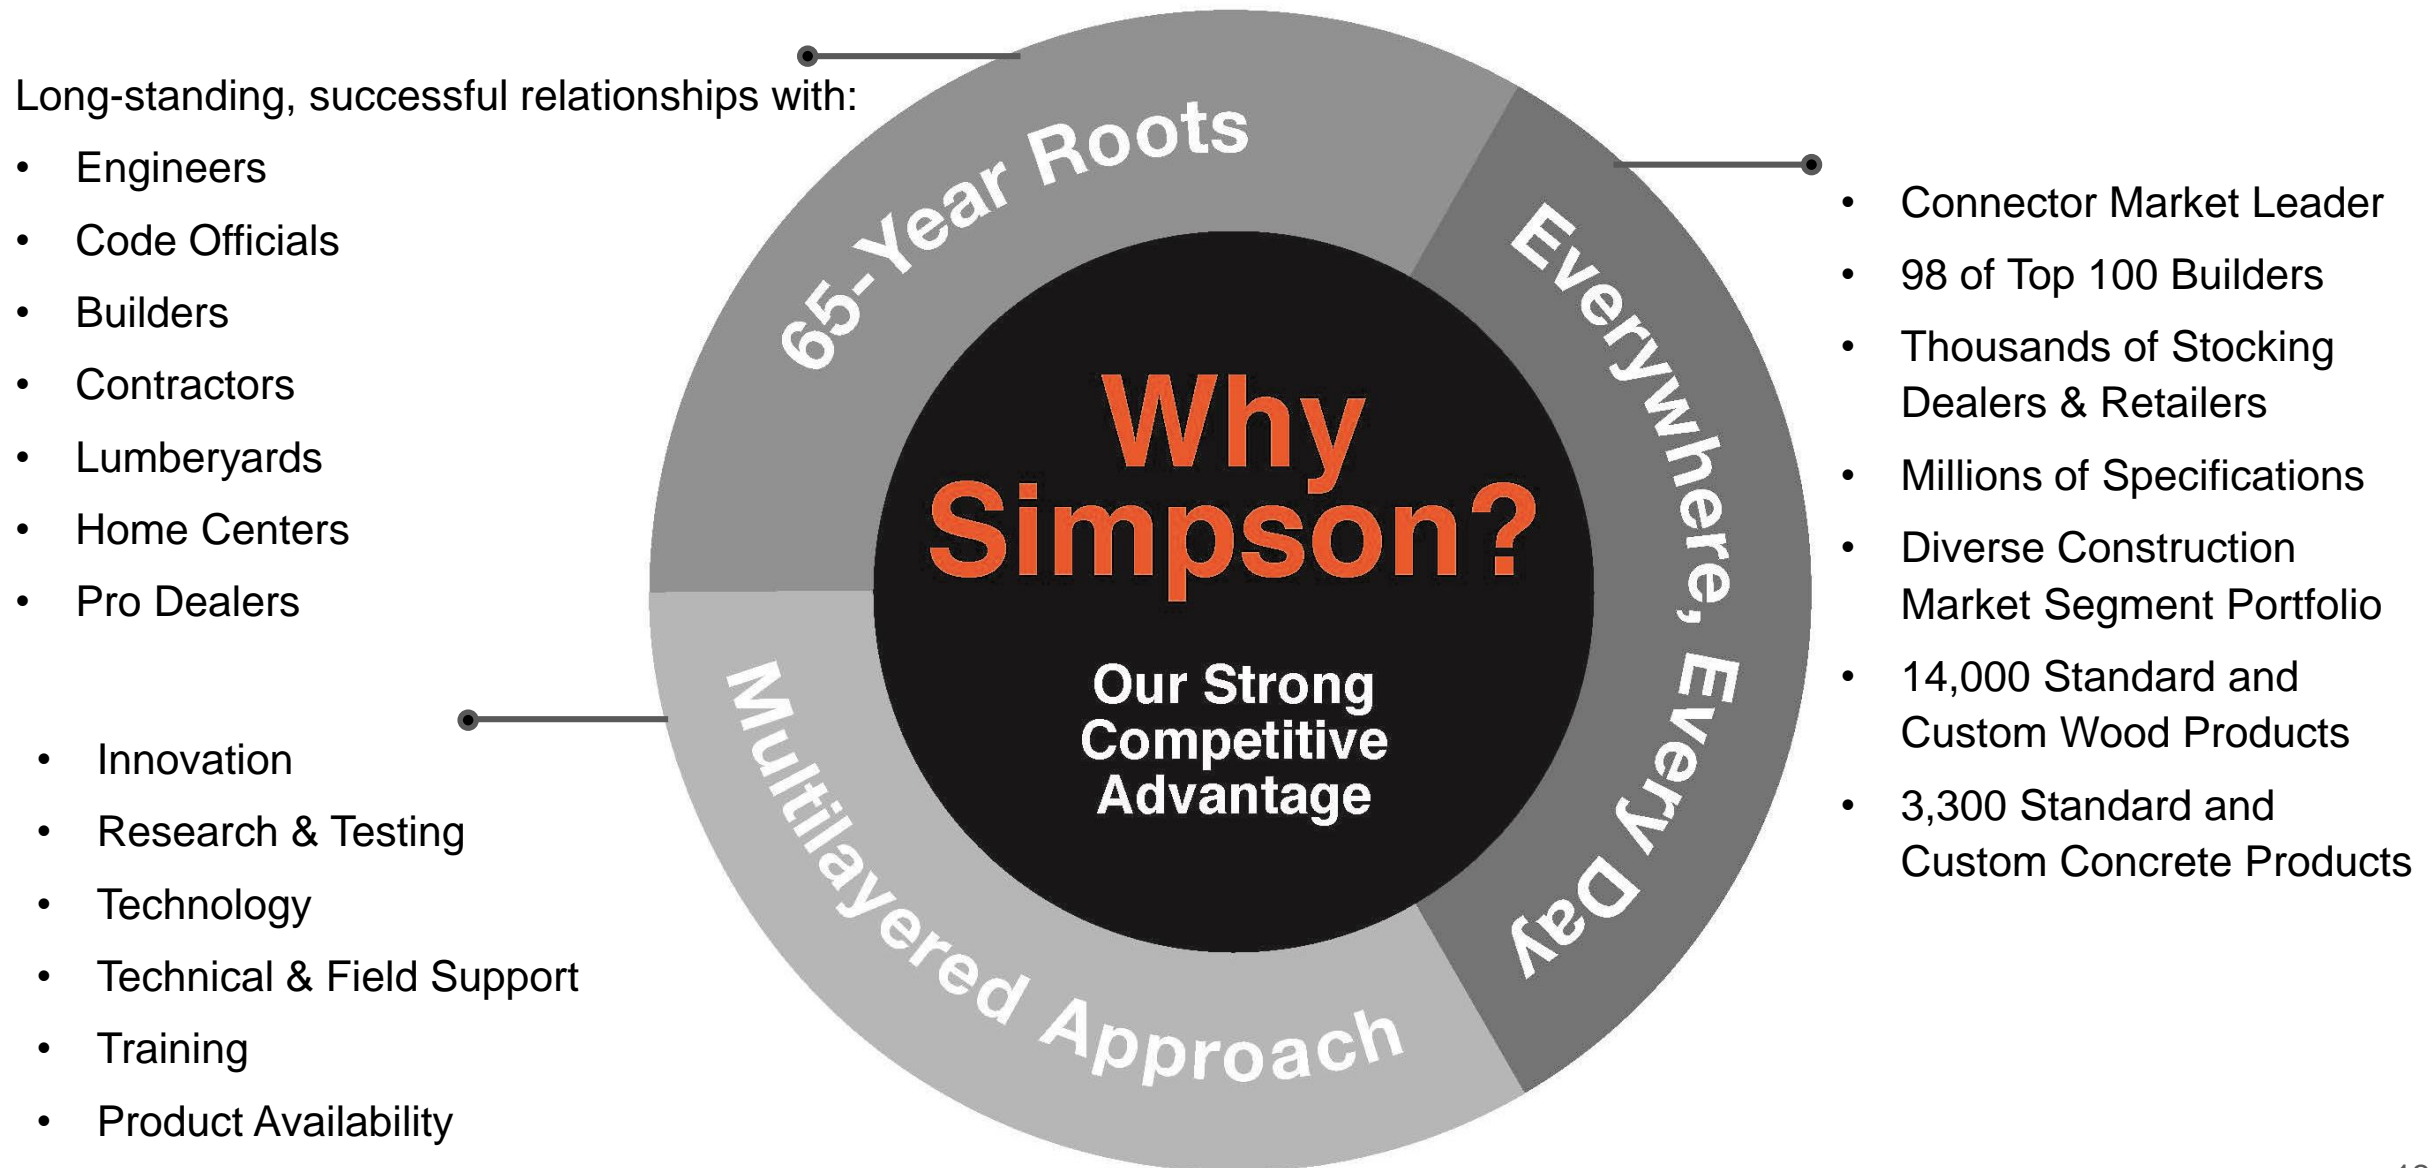 Long-standing, successful relationships with:
• Engineers
• Code Officials
• Builders
• Contractors
• Lumberyards
• Home Centers
• Pro Dealers
• Innovation
• Research & Testing
• Technology
• Technical & Field Support
• Training
• Product Availability
65-Year Roots
Everywhere, Every Day
Multilayered Approach
Why
Simpson?
Our Strong
Competitive
Advantage
• Connector Market Leader
• 98 of Top 100 Builders
• Thousands of Stocking
Dealers & Retailers
• Millions of Specifications
• Diverse Construction
Market Segment Portfolio
• 14,000 Standard and
Custom Wood Products
• 3,300 Standard and
Custom Concrete Products